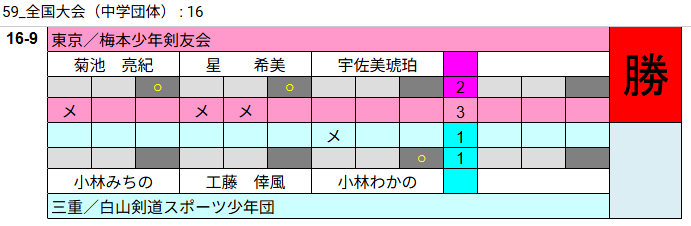 59_全国大会（中学団体）：16
16-9 東京／梅本少年剣友会
菊池　亮紀 星　　希美 宇佐美琥珀 勝
○ ○ 2
メ メ メ 3
メ 1
○ 1
小林みちの 工藤　倖風 小林わかの
三重／白山剣道スポーツ少年団